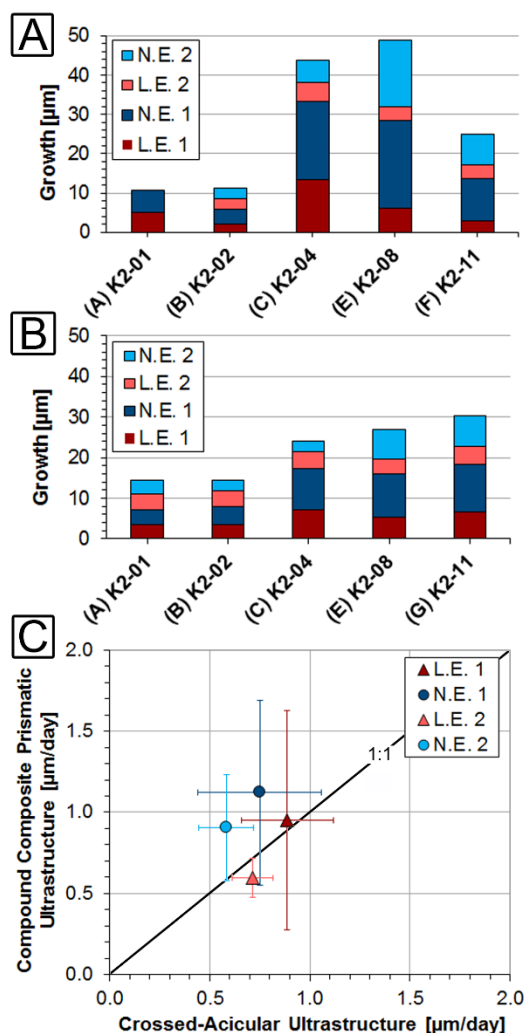 A
50
40
30
20
10
0
Growth [µm]
N.E. 2
L.E. 2
N.E. 1
L.E. 1
(A) K2-01
(B) K2-02
(C) K2-04
(E) K2-08
(F) K2-11
B
50
40
30
20
10
0
Growth [µm]
N.E. 2
L.E. 2
N.E. 1
L.E. 1
(A) K2-01
(B) K2-02
(C) K2-04
(E) K2-08
(G) K2-11
C
2.0
1.5
1.0
0.5
0.0
Compound Composite Prismatic
Ultrastructure [µm/day]
L.E. 1
N.E. 1
L.E. 2
N.E. 2
1:1
0.0 0.5 1.0 1.5 2.0
Crossed-Acicular Ultrastructure [µm/day]